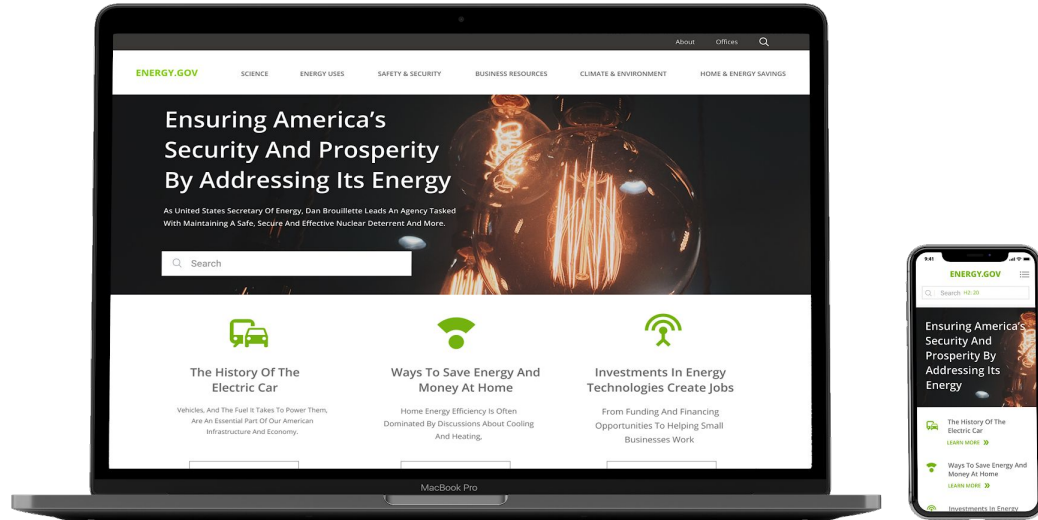 About Offices
ENERGY.GOV SCIENCE ENERGY USES SAFETY & SECURITY BUSINESS RESOURCES CLIMATE & ENVIRONMENT HOME & ENERGY SAVINGS
Ensuring America's
Security And Prosperity
By Addressing Its Energy
As United States Secretary Of Energy, Dan Brouillette Leads An Agency Tasked
With Maintaining A Safe, Secure And Effective Nuclear Deterrent And More.
Search
The History Of The
Electric Car
Vehicles, And The Fuel It Takes To Power Them,
Are An Essential Part Of Our American
Infrastructure And Economy.
Ways To Save Energy And
Money At Home
Home Energy Efficiency Is Often
Dominated By Discussions About Cooling
And Heating.
Investments In Energy
Technologies Create Jobs
From Funding And Financing
Opportunities To Helping Small
Businesses Work
MacBook Pro
9:41
ENERGY.GOV
Search H2-20
Ensuring America's
Security And
Prosperity By
Addressing Its
Energy
The History Of The
Electric Car
LEARN MORE »
Ways To Save Energy And
Money At Home
LEARN MORE »
Investments In Energy